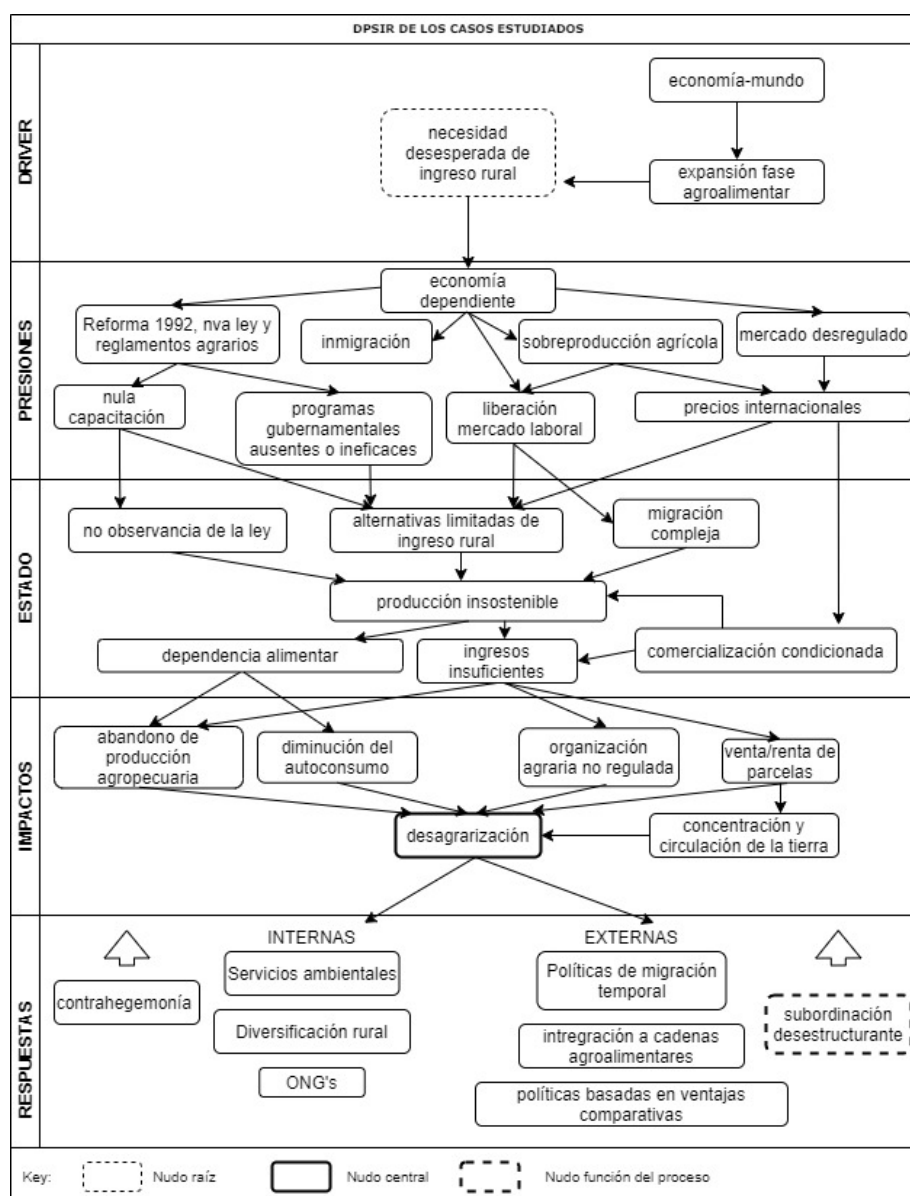 DPSIR DE LOS CASOS ESTUDIADOS
DRIVER
economía-mundo
necesidad
desesperada de
ingreso rural
expansión fase
agroalimentar
PRESIONES
economía
dependiente
Reforma 1992, nva ley y
reglamentos agrarios
inmigración
sobreproducción agrícola
mercado desregulado
nula
capacitación
programas
gubernamentales
ausentes o ineficaces
liberación
mercado laboral
precios internacionales
ESTADO
no observancia de la ley
alternativas limitadas de
ingreso rural
migración
compleja
producción insostenible
dependencia alimentar
ingresos
insuficientes
comercialización condicionada
IMPACTOS
abandono de
producción
agropecuaria
diminución del
autoconsumo
organización
agraria no regulada
venta/renta de
parcelas
desagrarización
concentración y
circulación de la tierra
RESPUESTAS
INTERNAS
EXTERNAS
contrahegemonía
Servicios ambientales
Diversificación rural
ONG's
Políticas de migración
temporal
intregración a cadenas
agroalimentares
políticas basadas en ventajas
comparativas
subordinación
desestructurante
Key:
Nudo raíz
Nudo central
Nudo función del proceso